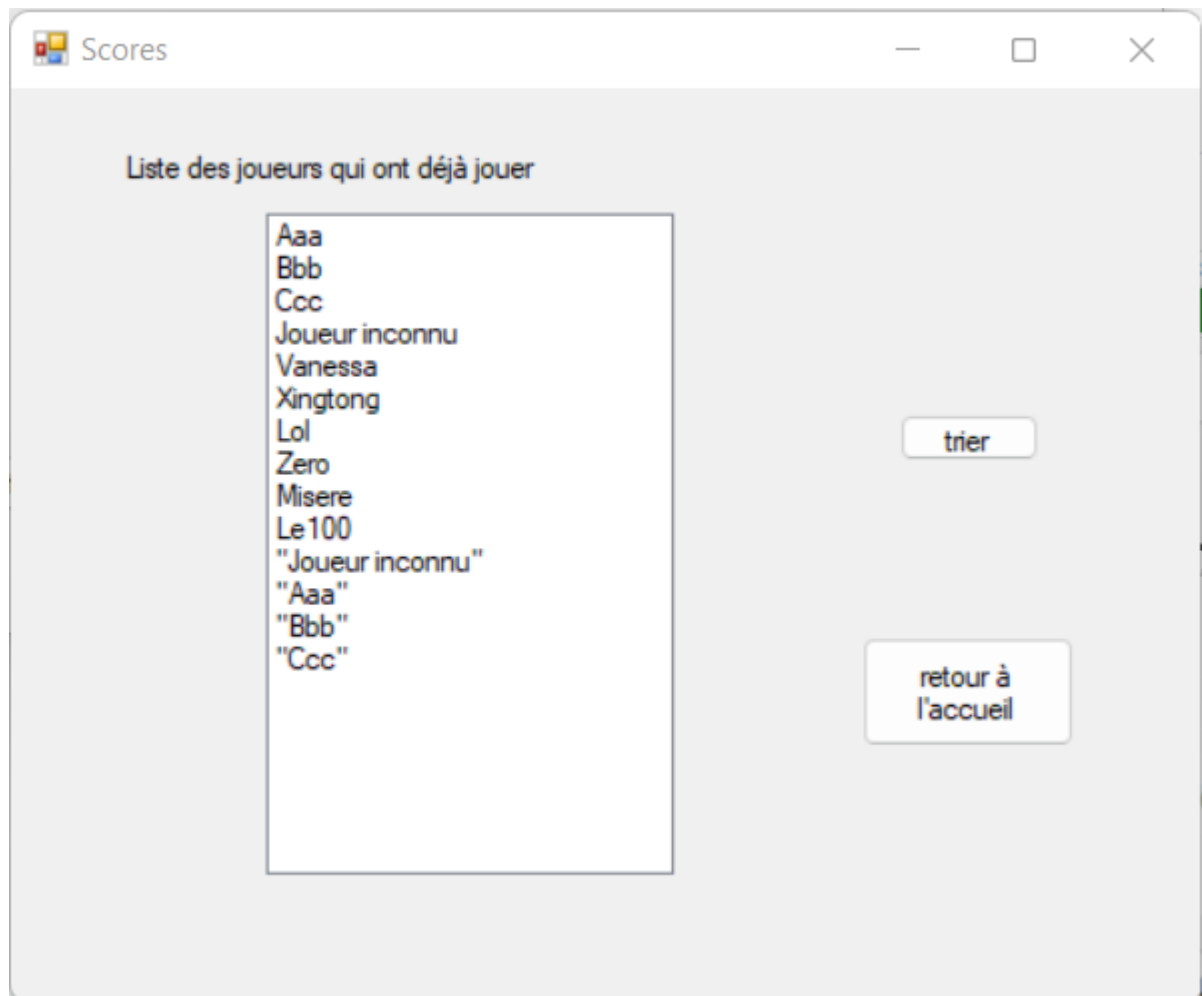 Scores
Liste des joueurs qui ont déjà jouer
Aaa
Bbb
Ccc
Joueur inconnu
Vanessa
Xingtong
Lol
Zero
Misere
Le100
"Joueur inconnu"
"Aaa"
"Bbb"
"Ccc"
trier
retour à
l'accueil